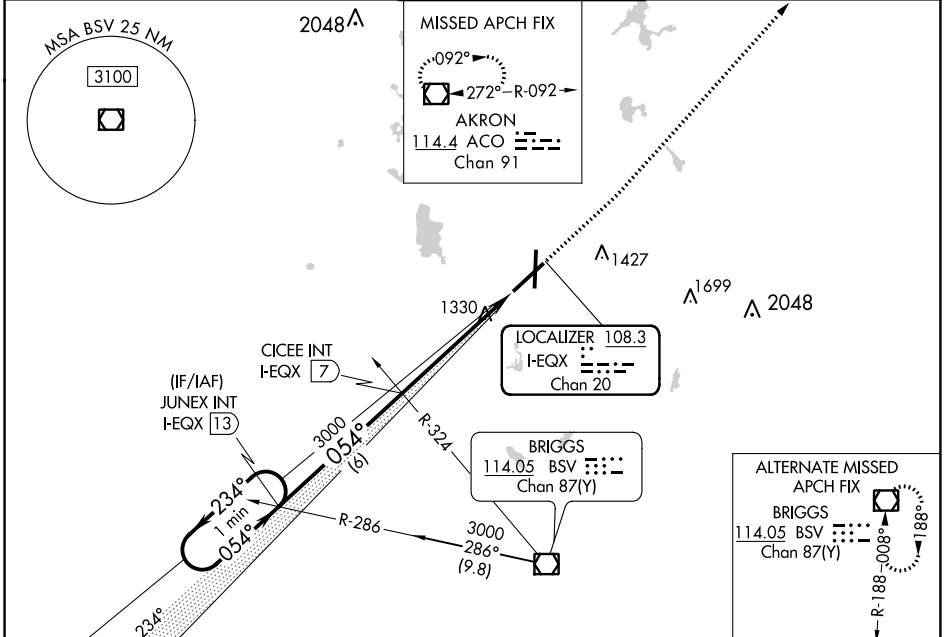 MSA BSV 25 NM
3100
2048
MISSED APCH FIX
092°
272° R-092
AKRON
114.4 ACO
Chan 91
1427
1699
2048
1330
LOCALIZER 108.3
I-EQX
Chan 20
CICEE INT
I-EQX 7
(IF/IAF)
JUNEX INT
I-EQX 13
3000
054°
(6)
R-324
234°
1 min
054°
R-286
3000
286°
(9.8)
BRIGGS
114.05 BSV
Chan 87(Y)
234°
ALTERNATE MISSED
APCH FIX
BRIGGS
114.05 BSV
Chan 87(Y)
188°
R-188 008°